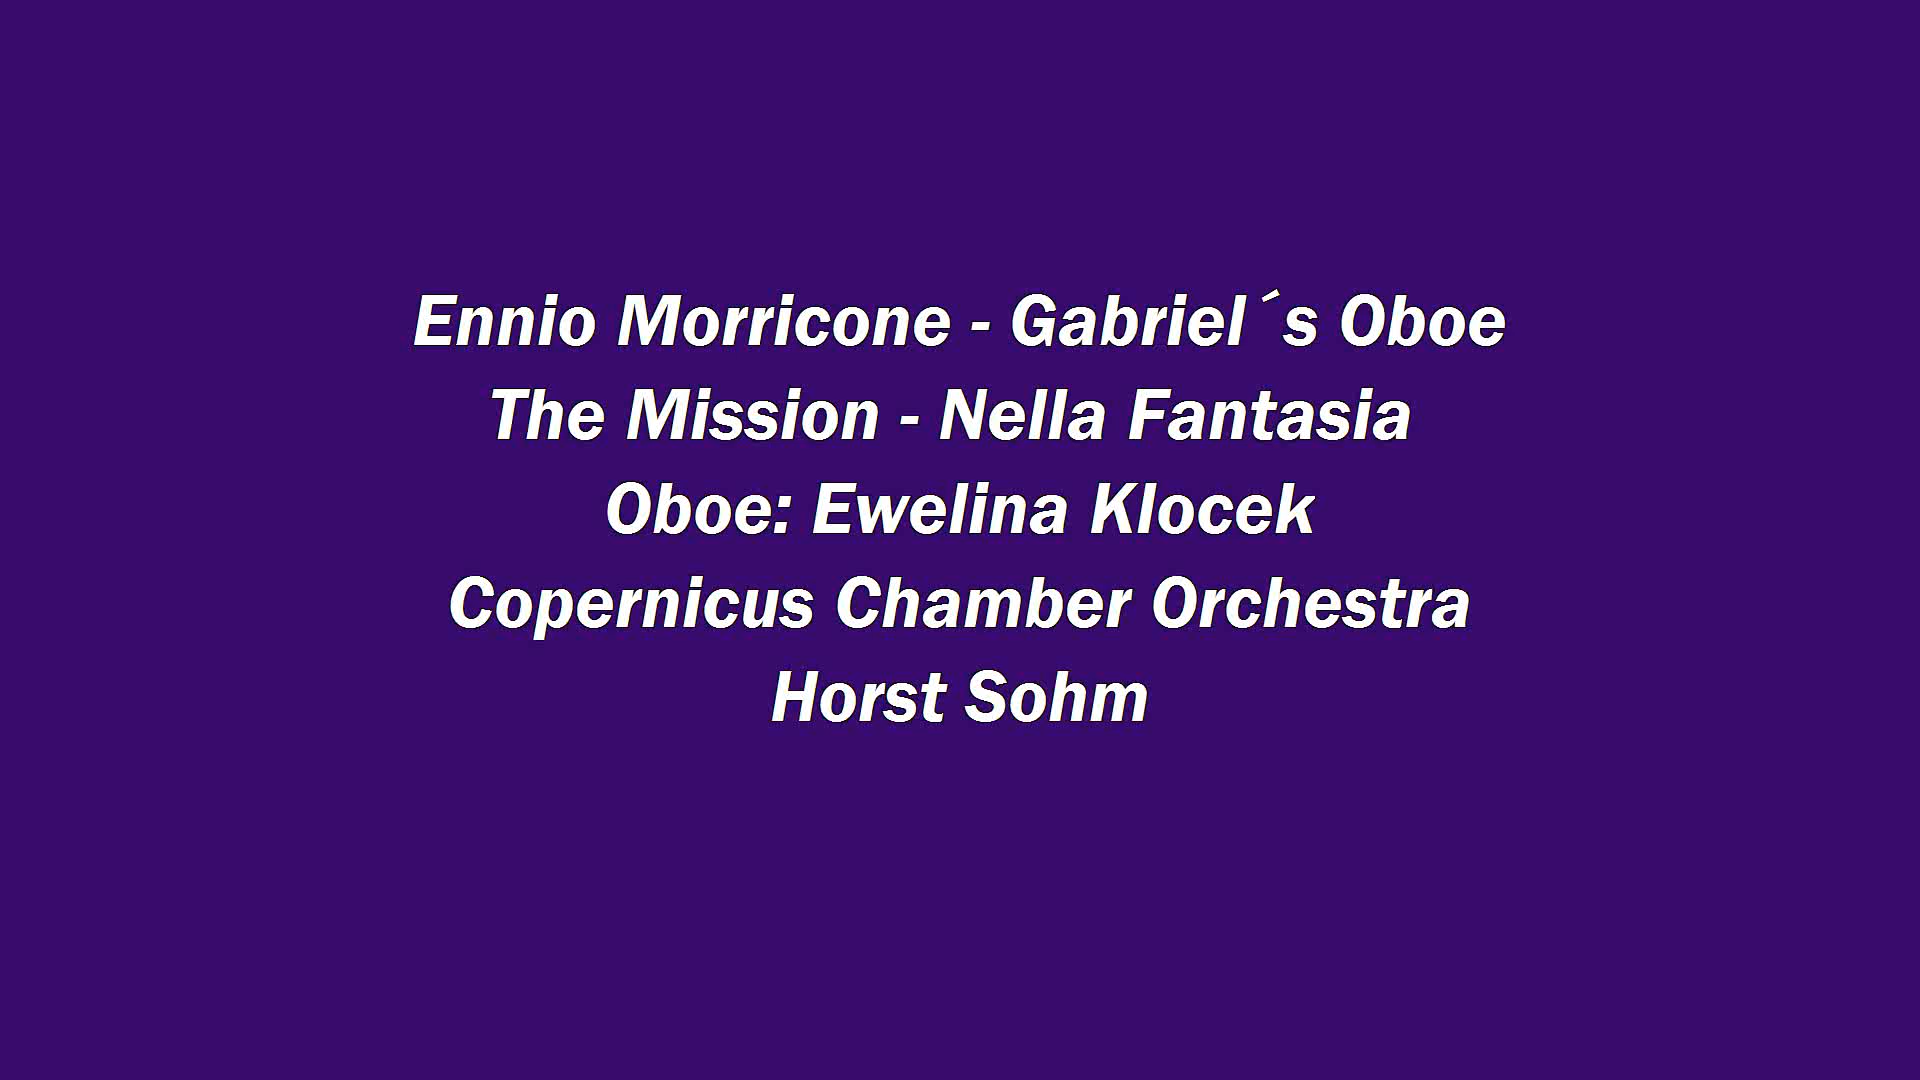 Ennio Morricone - Gabriel´s Oboe
The Mission - Nella Fantasia
Oboe: Ewelina Klocek
Copernicus Chamber Orchestra
Horst Sohm